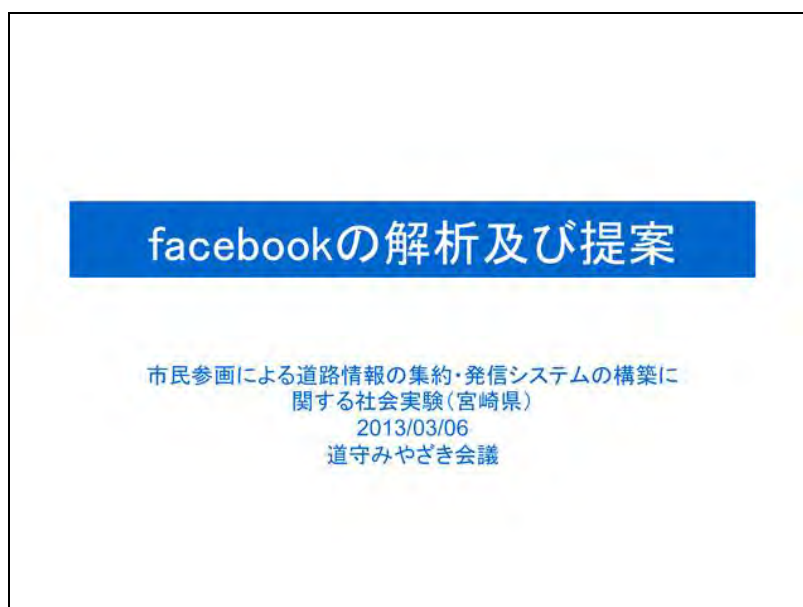 facebookの解析及び提案
市民参画による道路情報の集約・発信システムの構築に
関する社会実験（宮崎県）
2013/03/06
道守みやざき会議